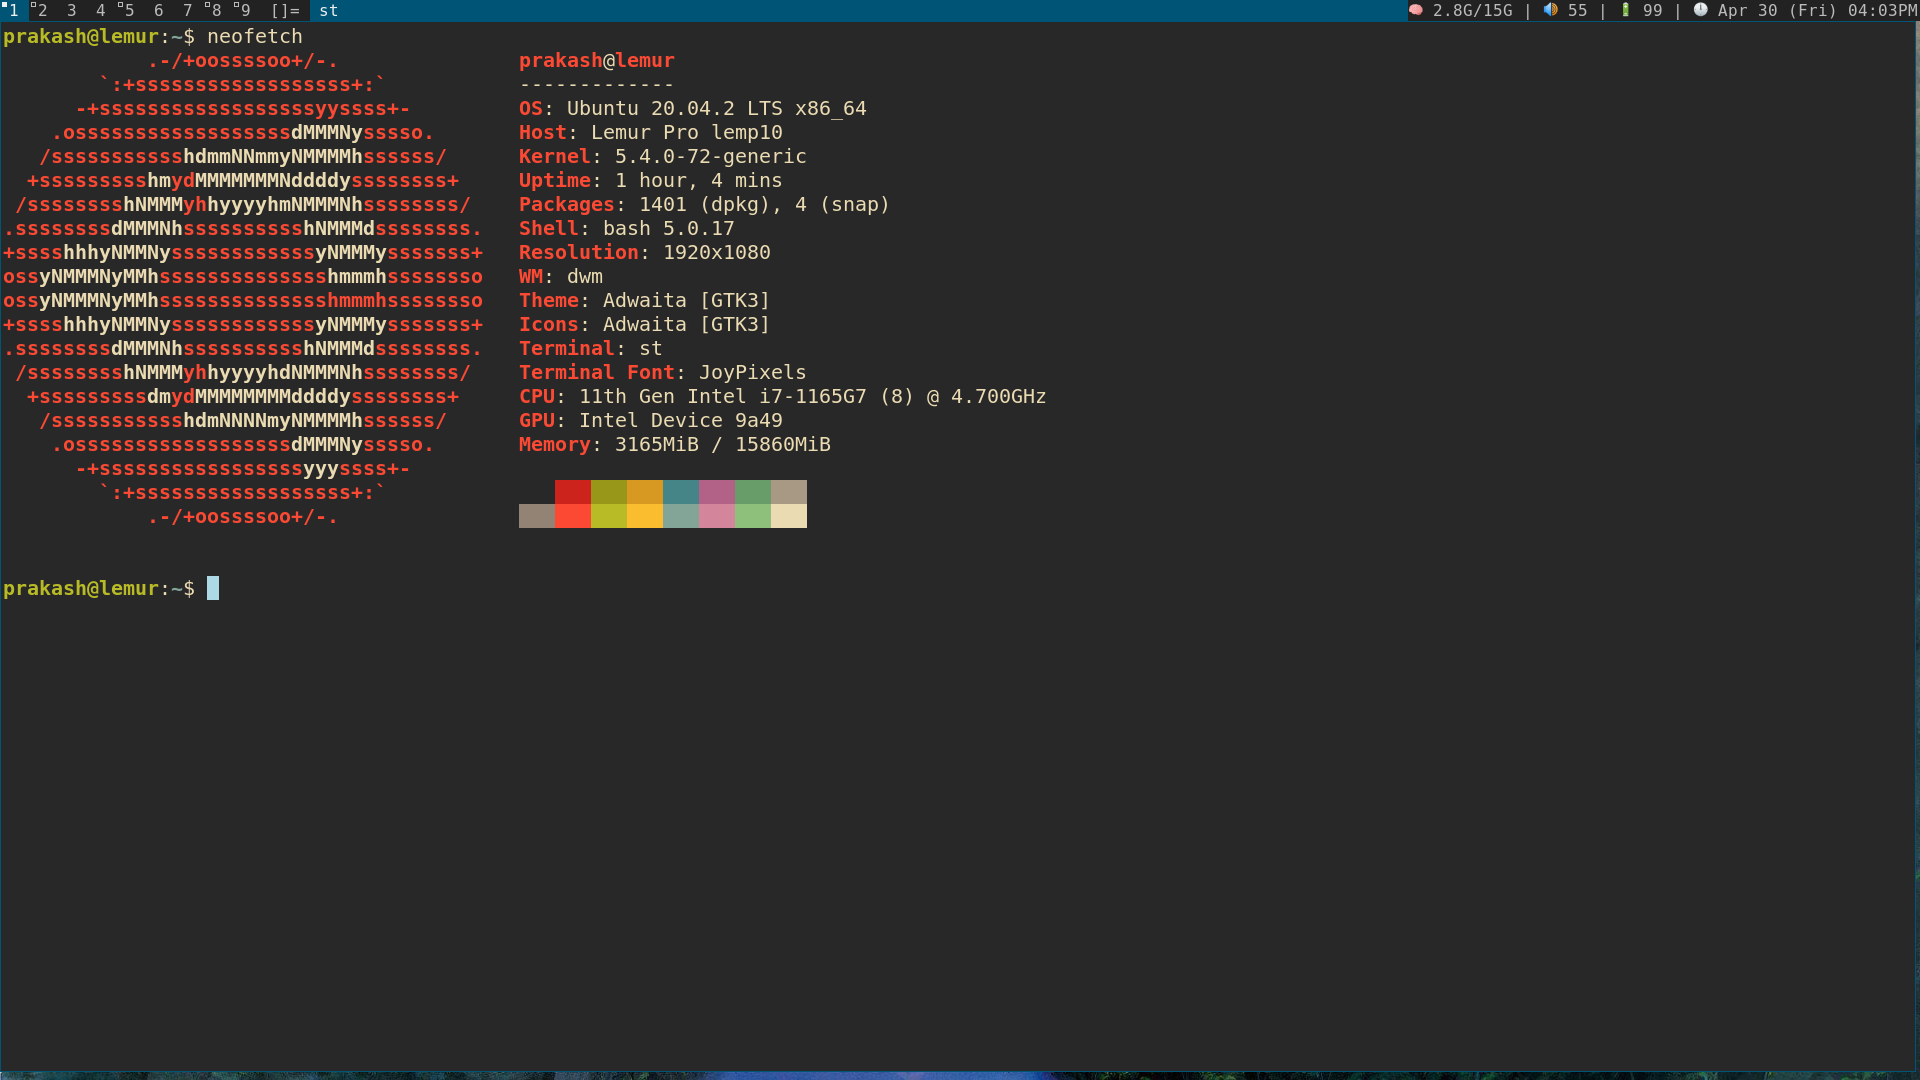 1 2 3 4 5 6 7 8 9 []= st 2.8G/15G | 55 | 99 | Apr 30 (Fri) 04:03PM
prakash@lemur:~$ neofetch
.-/+oossssoo+/-. prakash@lemur
`:+ssssssssssssssssss+:` -------------
-+ssssssssssssssssssyyssss+- OS: Ubuntu 20.04.2 LTS x86_64
.ossssssssssssssssssdMMMNysssso. Host: Lemur Pro lemp10
/ssssssssssshdmmNNmmyNMMMMhssssss/ Kernel: 5.4.0-72-generic
+ssssssssshmydMMMMMMMNddddyssssssss+ Uptime: 1 hour, 4 mins
/sssssssshNMMMyhhyyyyhmNMMMNhssssssss/ Packages: 1401 (dpkg), 4 (snap)
.ssssssssdMMMNhsssssssssshNMMMdssssssss. Shell: bash 5.0.17
+sssshhhyNMMNyssssssssssssyNMMMysssssss+ Resolution: 1920x1080
ossyNMMMNyMMhsssssssssssssshmmmhssssssso WM: dwm
ossyNMMMNyMMhsssssssssssssshmmmhssssssso Theme: Adwaita [GTK3]
+sssshhhyNMMNyssssssssssssyNMMMysssssss+ Icons: Adwaita [GTK3]
.ssssssssdMMMNhsssssssssshNMMMdssssssss. Terminal: st
/sssssssshNMMMyhhyyyyhdNMMMNhssssssss/ Terminal Font: JoyPixels
+sssssssssdmydMMMMMMMMddddyssssssss+ CPU: 11th Gen Intel i7-1165G7 (8) @ 4.700GHz
/ssssssssssshdmNNNNmyNMMMMhssssss/ GPU: Intel Device 9a49
.ossssssssssssssssssdMMMNysssso. Memory: 3165MiB / 15860MiB
-+sssssssssssssssssyyyssss+-
`:+ssssssssssssssssss+:`
.-/+oossssoo+/-.
prakash@lemur:~$